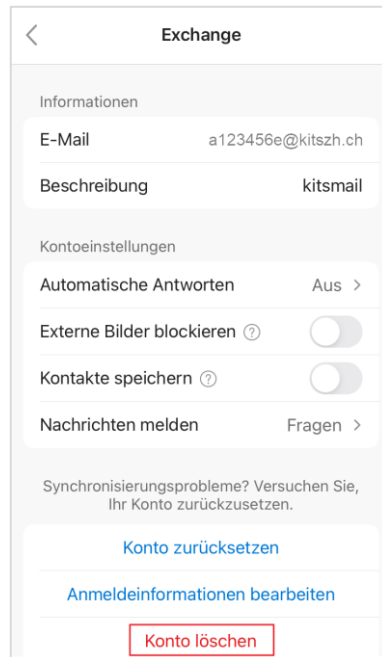 Exchange
Informationen
E-Mail a123456e@kitszh.ch
Beschreibung kitsmail
Kontoeinstellungen
Automatische Antworten Aus
Externe Bilder blockieren ?
Kontakte speichern ?
Nachrichten melden Fragen
Synchronisierungsprobleme? Versuchen Sie,
Ihr Konto zurückzusetzen.
Konto zurücksetzen
Anmeldeinformationen bearbeiten
Konto löschen